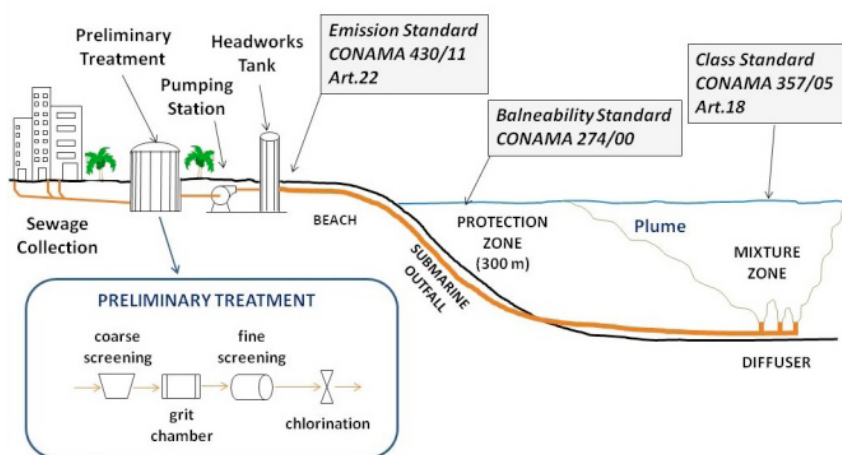 Preliminary
Treatment
Pumping
Station
Headworks
Tank
Emission Standard
CONAMA 430/11
Art.22
Balneability Standard
CONAMA 274/00
Class Standard
CONAMA 357/05
Art.18
Sewage
Collection
BEACH
SUBMARINE
OUTFALL
PROTECTION
ZONE
(300 m)
Plume
MIXTURE
ZONE
DIFFUSER
PRELIMINARY TREATMENT
coarse
screening
grit
chamber
fine
screening
chlorination